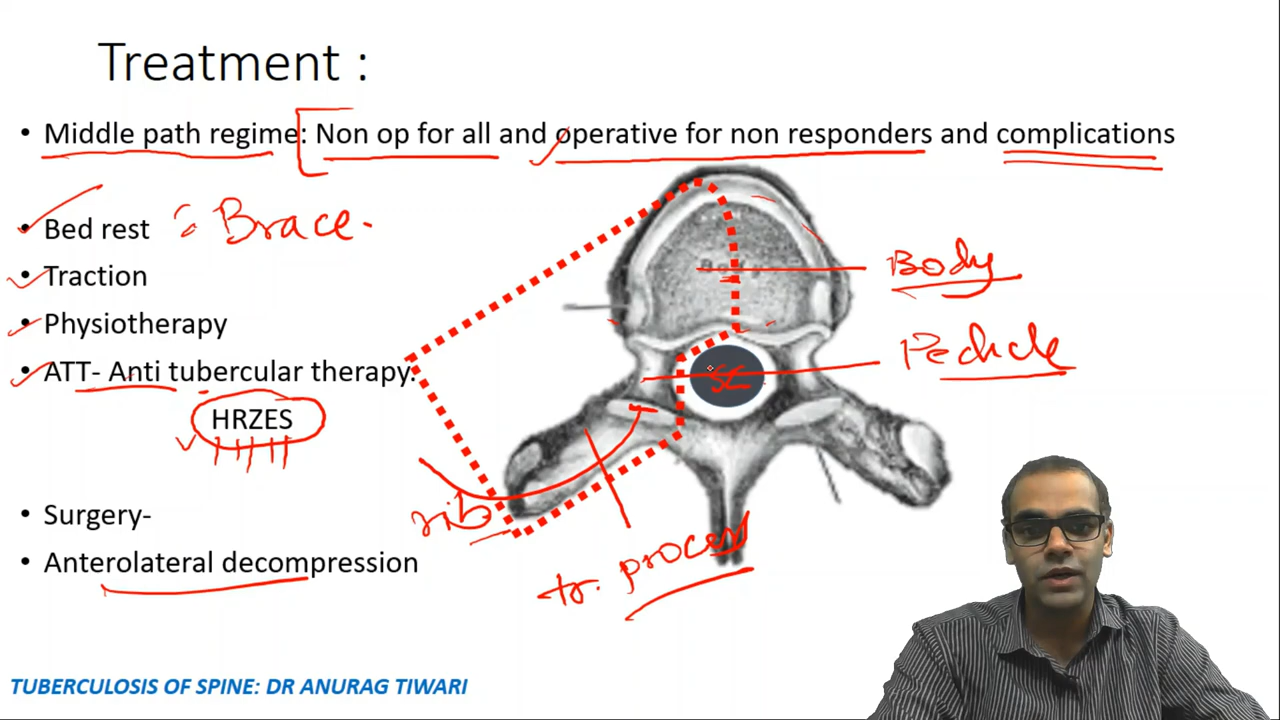 Treatment :
• Middle path regime: Non op for all and operative for non responders and complications
• Bed rest : Brace.
• Traction
• Physiotherapy
• ATT- Anti tubercular therapy.
HRZES
• Surgery-
• Anterolateral decompression
Body
Body
Pedicle
SC
rib
tr. process
TUBERCULOSIS OF SPINE: DR ANURAG TIWARI